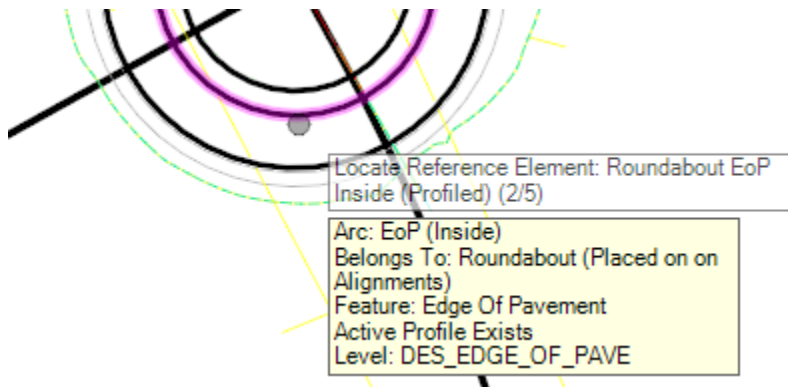 Locate Reference Element: Roundabout EoP
Inside (Profiled) (2/5)
Arc: EoP (Inside)
Belongs To: Roundabout (Placed on on
Alignments)
Feature: Edge Of Pavement
Active Profile Exists
Level: DES_EDGE_OF_PAVE